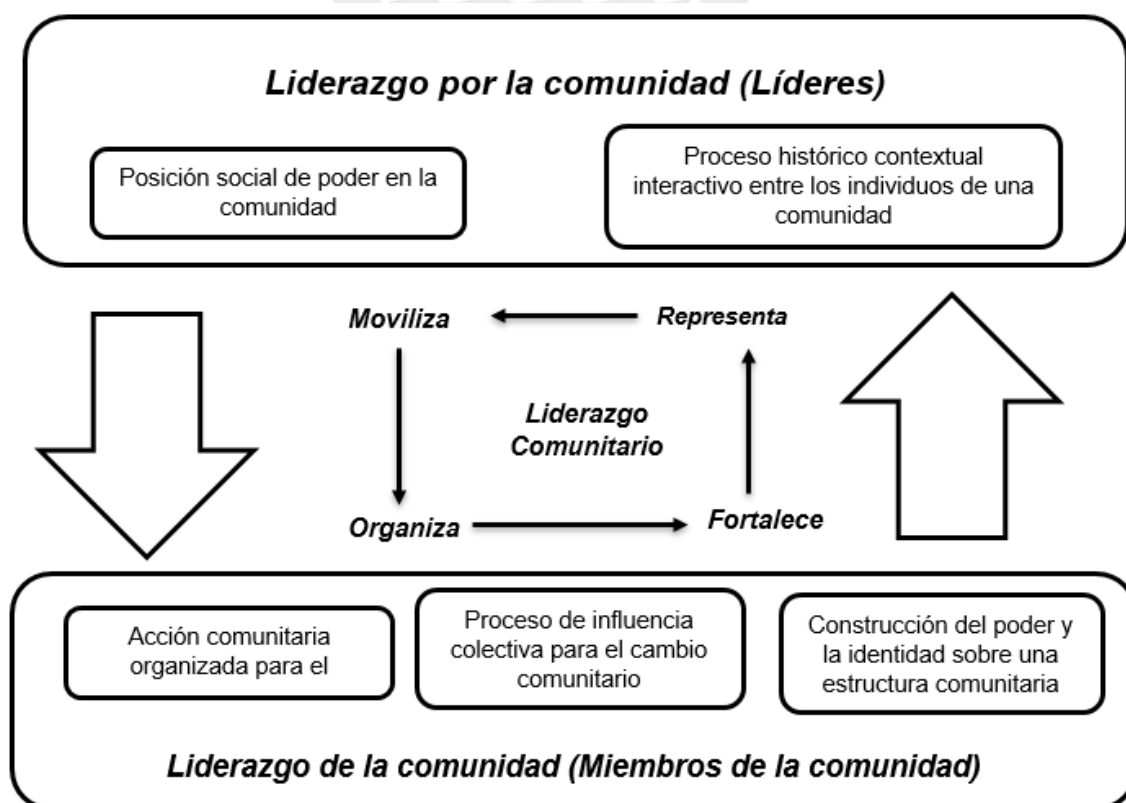 Liderazgo por la comunidad (Líderes)
Posición social de poder en la
comunidad
Proceso histórico contextual
interactivo entre los individuos de una
comunidad
Moviliza
Representa
Liderazgo
Comunitario
Organiza
Fortalece
Acción comunitaria
organizada para el
Proceso de influencia
colectiva para el cambio
comunitario
Construcción del poder y
la identidad sobre una
estructura comunitaria
Liderazgo de la comunidad (Miembros de la comunidad)